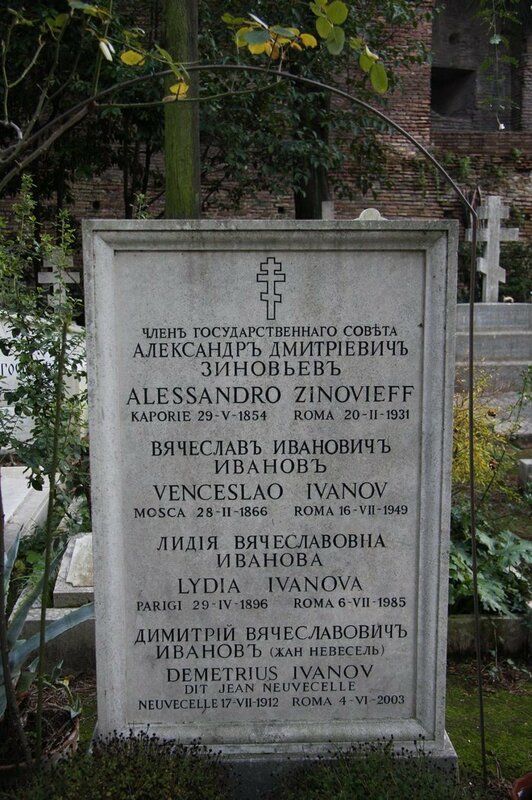 ЧЛЕНЪ ГОСУДАРСТВЕННАГО СОВѢТА
АЛЕКСАНДРЪ ДМИТРІЕВИЧЪ
ЗИНОВЬЕВЪ
ALESSANDRO ZINOVIEFF
KAPORIE 29-V-1854 ROMA 20-II-1931
ВЯЧЕСЛАВЪ ИВАНОВИЧЪ
ИВАНОВЪ
VENCESLAO IVANOV
MOSCA 28-II-1866 ROMA 16-VII-1949
ЛИДІЯ ВЯЧЕСЛАВОВНА
ИВАНОВА
LYDIA IVANOVA
PARIGI 29-IV-1896 ROMA 6-VII-1985
ДИМИТРІЙ ВЯЧЕСЛАВОВИЧЪ
ИВАНОВЪ (ЖАН НЕВЕСЕЛЬ)
DEMETRIUS IVANOV
DIT JEAN NEUVECELLE
NEUVECELLE 17-VII-1912 ROMA 4-VI-2003